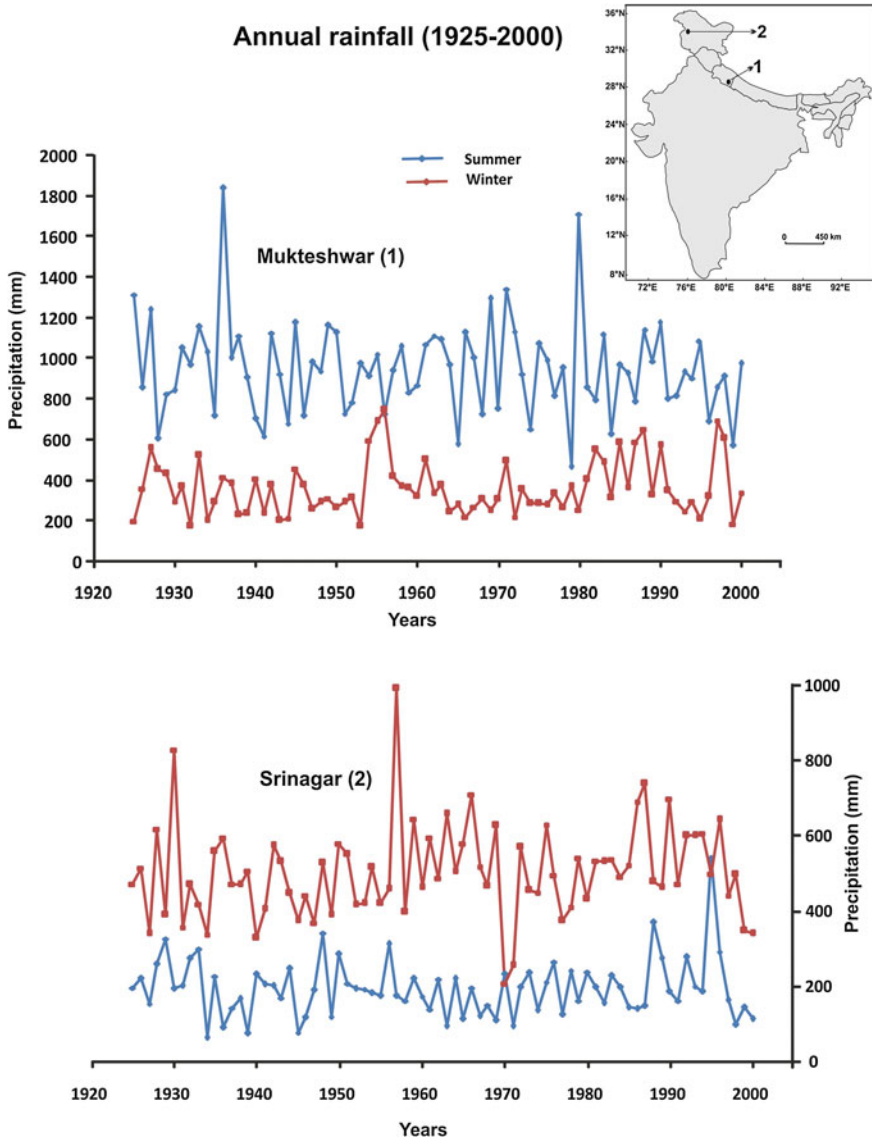 Annual rainfall (1925-2000)
36°N
32°N
28°N
24°N
20°N
16°N
12°N
8°N
2
1
0 450 km
72°E 76°E 80°E 84°E 88°E 92°E
Summer
Winter
Mukteshwar (1)
Precipitation (mm)
2000
1800
1600
1400
1200
1000
800
600
400
200
0
1920 1930 1940 1950 1960 1970 1980 1990 2000
Years
Srinagar (2)
1000
800
600
400
200
0
Precipitation (mm)
1920 1930 1940 1950 1960 1970 1980 1990 2000
Years